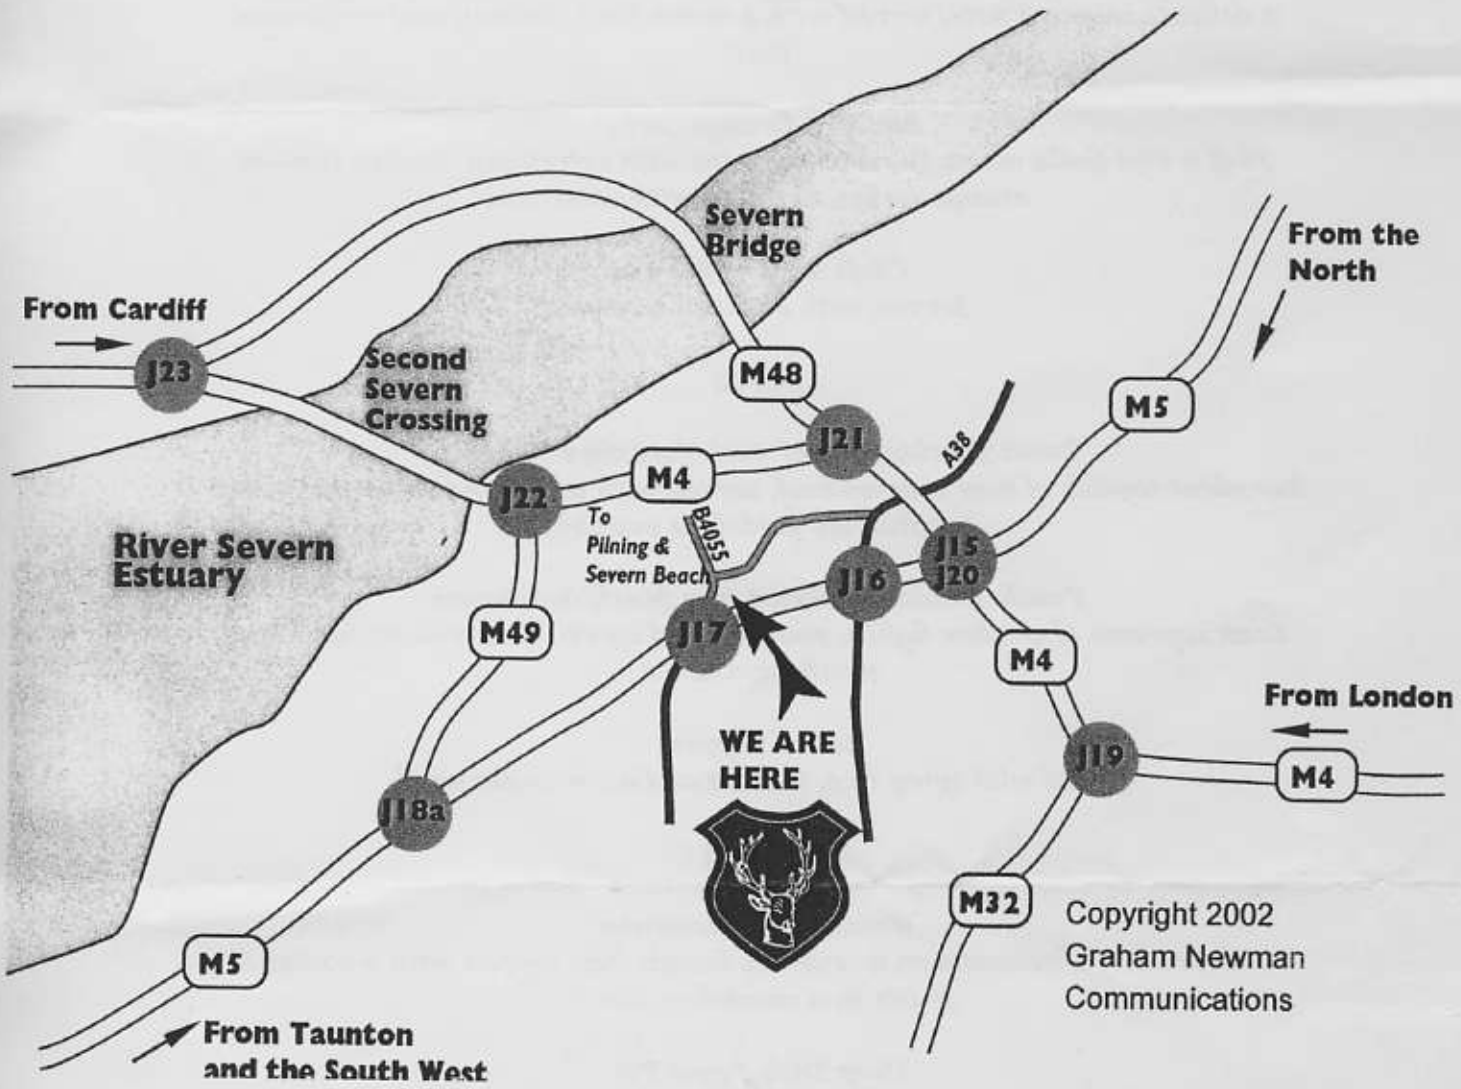 Severn
Bridge
From the
North
From Cardiff
J23
Second
Severn
Crossing
M48
M5
J21
A38
M4
J22
To
Pilning &
Severn Beach
B4055
River Severn
Estuary
J15
J20
J16
M49
J17
M4
From London
WE ARE
HERE
J19
M4
J18a
M32
Copyright 2002
Graham Newman
Communications
M5
From Taunton
and the South West